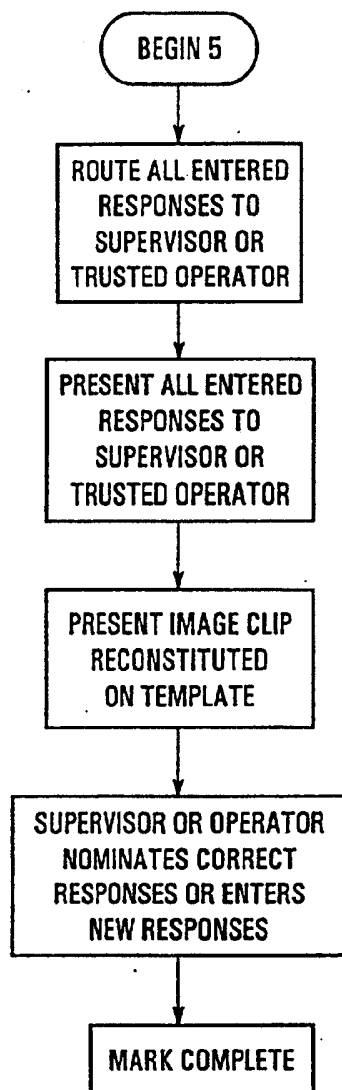 BEGIN 5
ROUTE ALL ENTERED
RESPONSES TO
SUPERVISOR OR
TRUSTED OPERATOR
PRESENT ALL ENTERED
RESPONSES TO
SUPERVISOR OR
TRUSTED OPERATOR
PRESENT IMAGE CLIP
RECONSTITUTED
ON TEMPLATE
SUPERVISOR OR OPERATOR
NOMINATES CORRECT
RESPONSES OR ENTERS
NEW RESPONSES
MARK COMPLETE